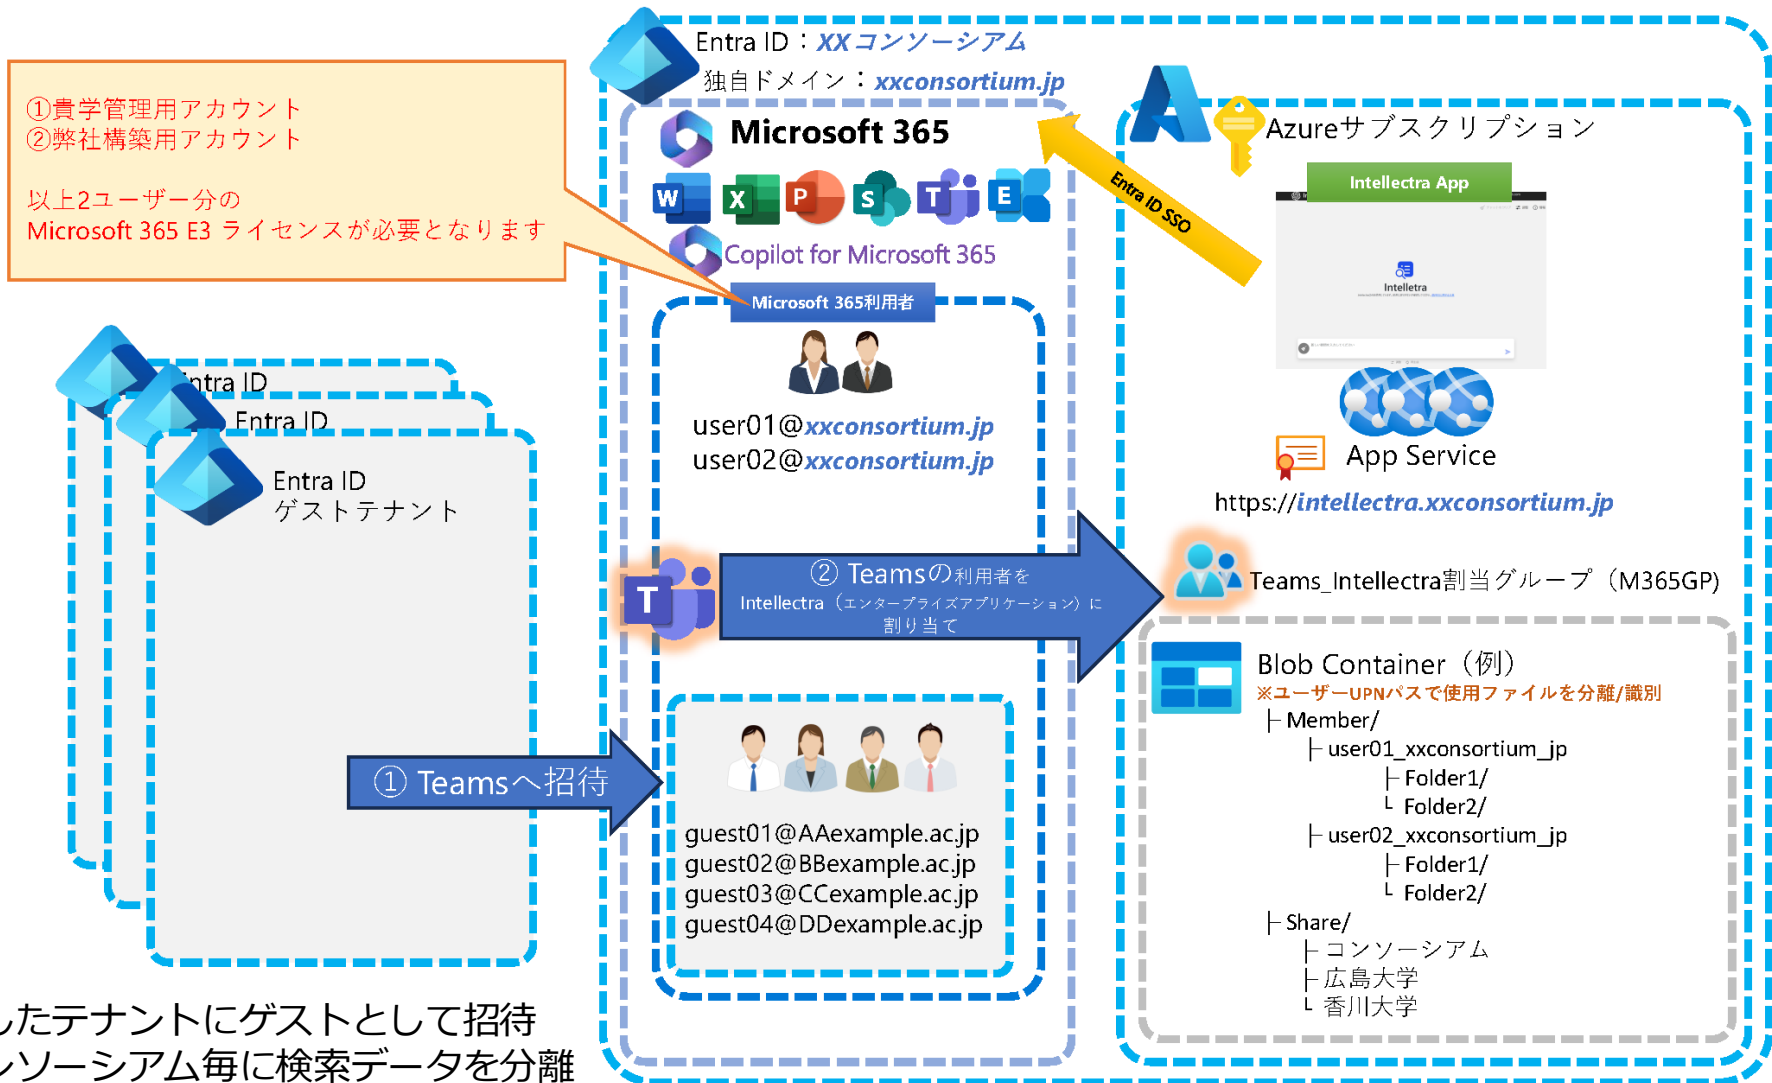 Entra ID：XXコンソーシアム
独自ドメイン：xxconsortium.jp
①貴学管理用アカウント
②弊社構築用アカウント
以上2ユーザー分の
Microsoft 365 E3 ライセンスが必要となります
Microsoft 365
W X P S T E
Copilot for Microsoft 365
Microsoft 365利用者
user01@xxconsortium.jp
user02@xxconsortium.jp
Entra ID SSO
Azureサブスクリプション
Intellectra App
Intelletra
App Service
https://intellectra.xxconsortium.jp
ntra ID
Entra ID
Entra ID
ゲストテナント
① Teamsへ招待
T
② Teamsの利用者を
Intellectra（エンタープライズアプリケーション）に
割り当て
Teams_Intellectra割当グループ（M365GP)
guest01@AAexample.ac.jp
guest02@BBexample.ac.jp
guest03@CCexample.ac.jp
guest04@DDexample.ac.jp
Blob Container（例）
※ユーザーUPNパスで使用ファイルを分離/識別
├ Member/
├ user01_xxconsortium_jp
├ Folder1/
└ Folder2/
├ user02_xxconsortium_jp
├ Folder1/
└ Folder2/
├ Share/
├ コンソーシアム
├ 広島大学
└ 香川大学
したテナントにゲストとして招待
ンソーシアム毎に検索データを分離